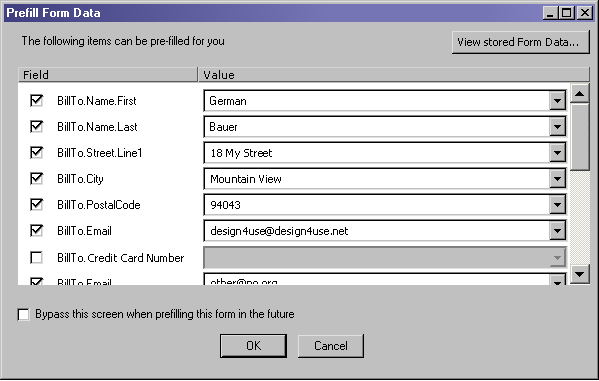 Prefill Form Data
The following items can be pre-filled for you
View stored Form Data...
Field Value
BillTo.Name.First German
BillTo.Name.Last Bauer
BillTo.Street.Line1 18 My Street
BillTo.City Mountain View
BillTo.PostalCode 94043
BillTo.Email design4use@design4use.net
BillTo.Credit Card Number
BillTo.Email other@no.org
Bypass this screen when prefilling this form in the future
OK Cancel